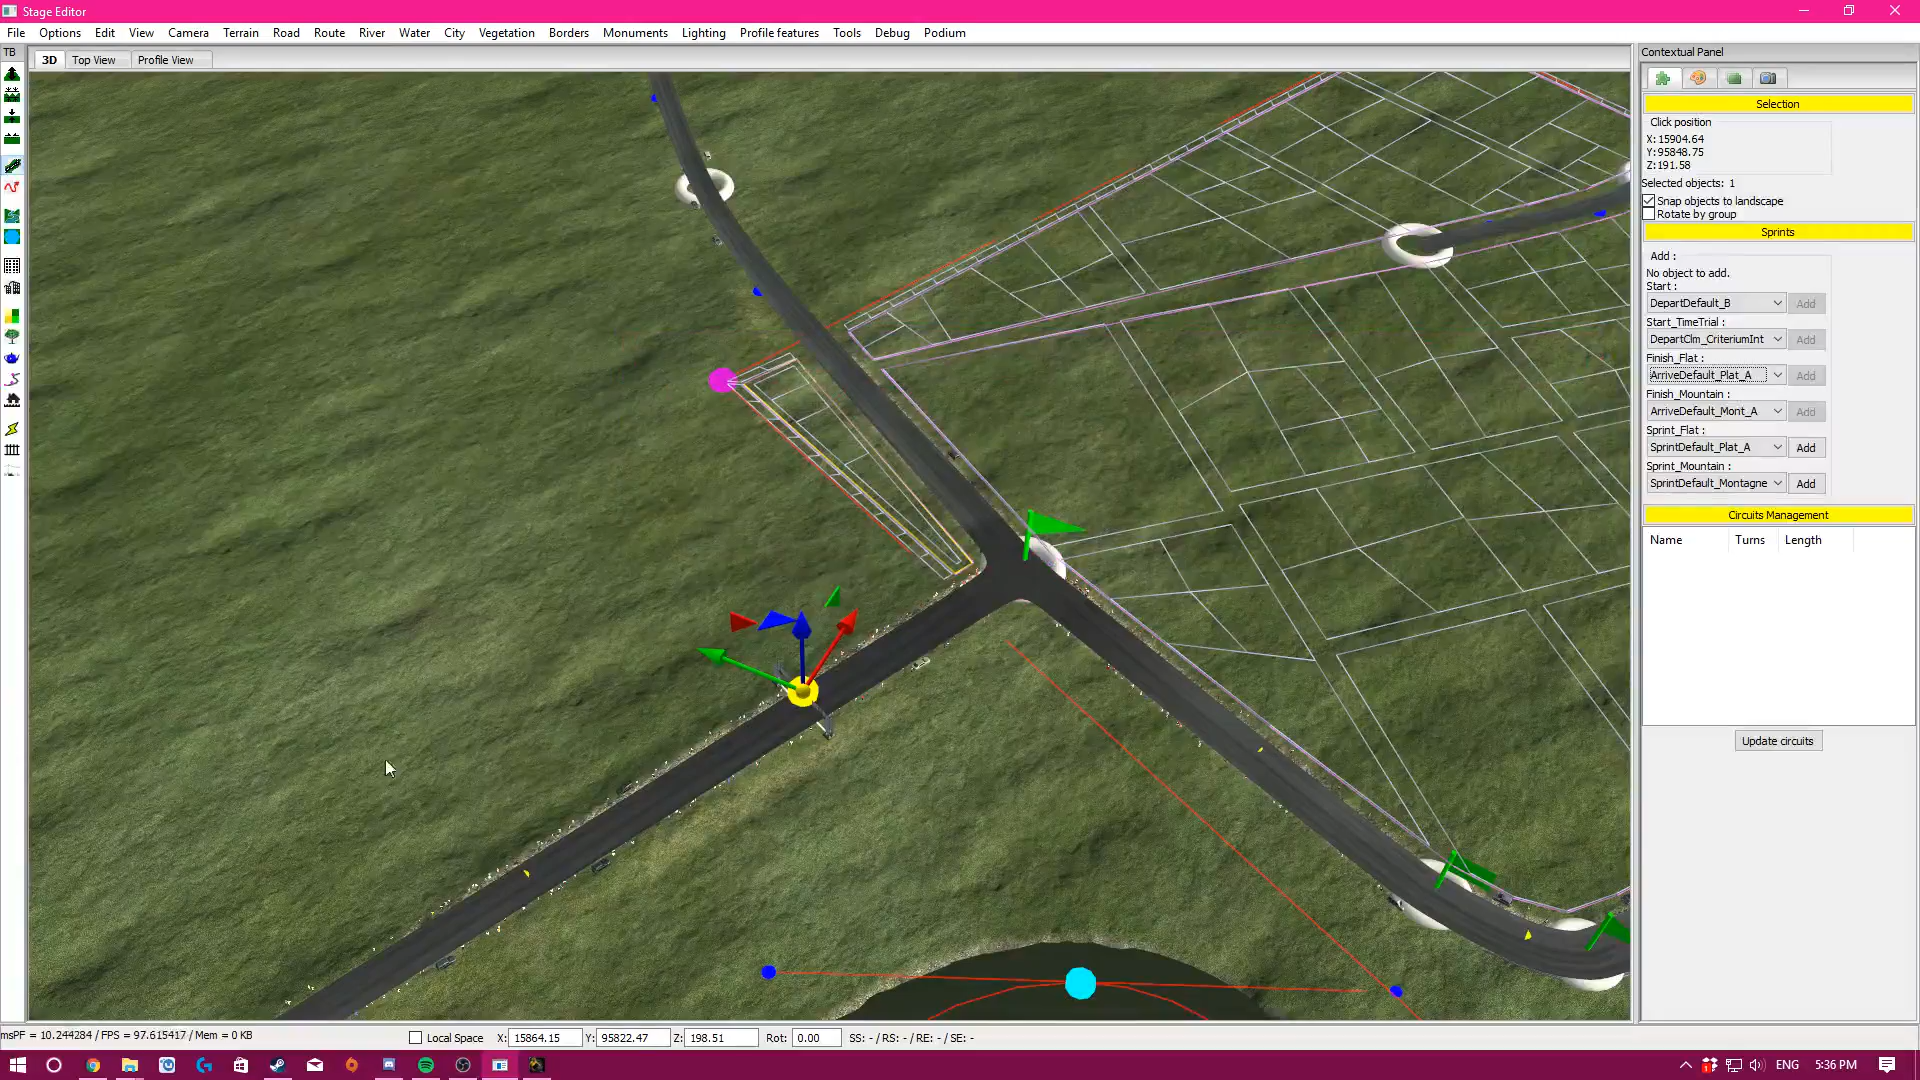 Stage Editor
File Options Edit View Camera Terrain Road Route River Water City Vegetation Borders Monuments Lighting Profile features Tools Debug Podium
TB 3D Top View Profile View
Contextual Panel
Selection
Click position
X:15904.64
Y:95848.75
Z:191.58
Selected objects: 1
Snap objects to landscape
Rotate by group
Sprints
Add :
No object to add.
Start :
DepartDefault_B Add
Start_TimeTrial :
DepartClm_CriteriumInt Add
Finish_Flat :
ArriveDefault_Plat_A Add
Finish_Mountain :
ArriveDefault_Mont_A Add
Sprint_Flat :
SprintDefault_Plat_A Add
Sprint_Mountain :
SprintDefault_Montagne Add
Circuits Management
Name Turns Length
Update circuits
msPF = 10.244284 / FPS = 97.615417 / Mem = 0 KB
Local Space X: 15864.15 Y: 95822.47 Z: 198.51 Rot: 0.00 SS: - / RS: - / RE: - / SE: -
ENG 5:36 PM